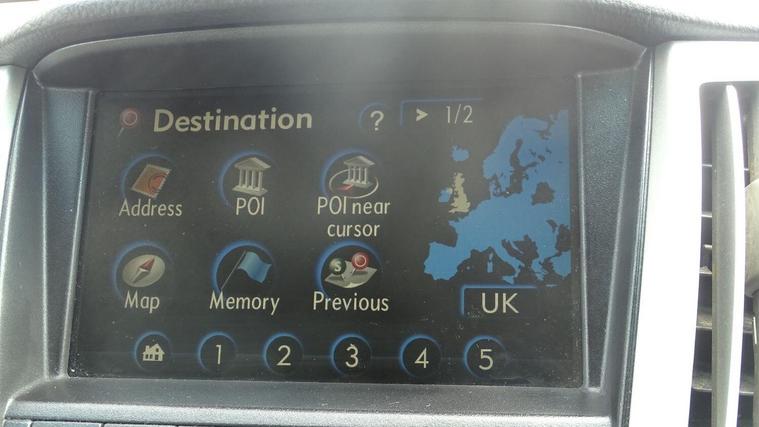 Destination
?
> 1/2
Address
POI
POI near
cursor
Map
Memory
Previous
UK
1
2
3
4
5